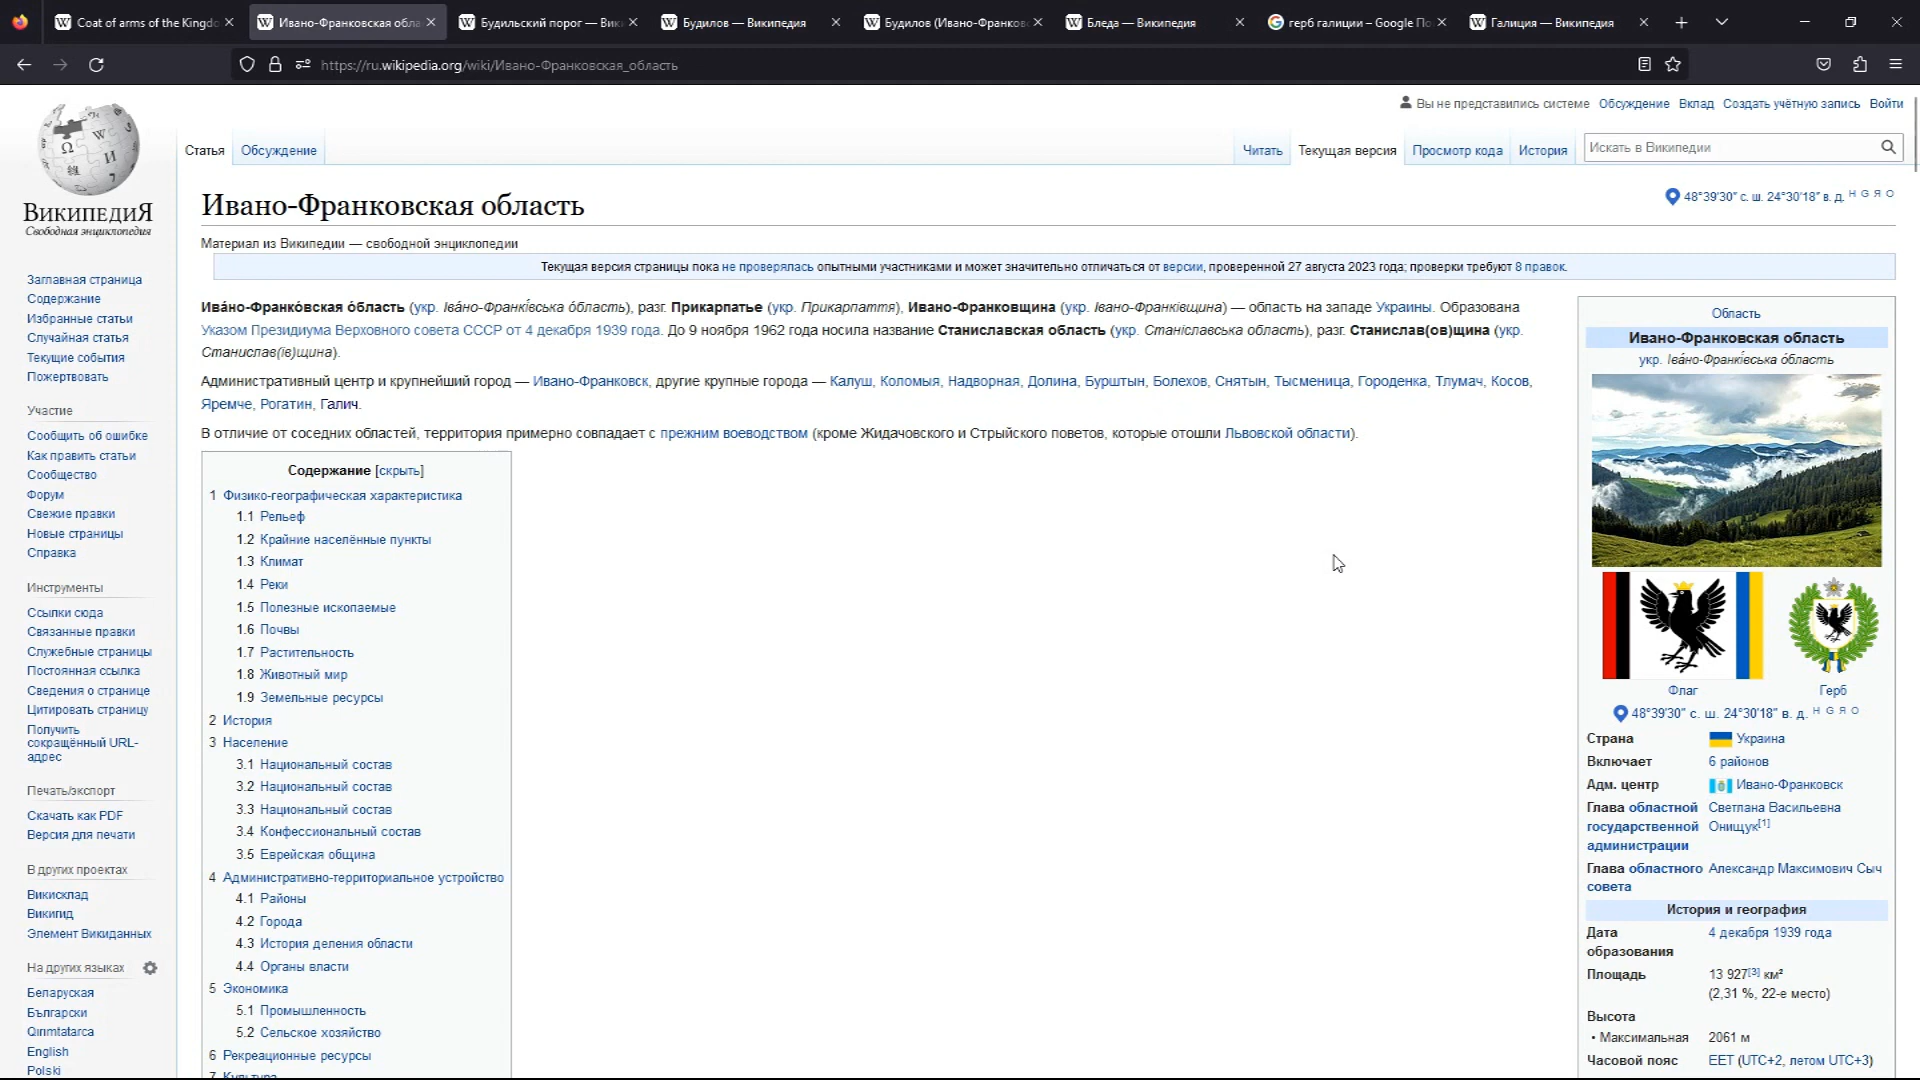 Coat of arms of the Kingdo
Ивано-Франковская обла
Будильский порог — Вик
Будилов — Википедия
Будилов (Ивано-Франковс
Бледа — Википедия
герб галиции – Google По
Галиция — Википедия
https://ru.wikipedia.org/wiki/Ивано-Франковская_область
Вы не представились системе Обсуждение Вклад Создать учётную запись Войти
Статья Обсуждение Читать Текущая версия Просмотр кода История Искать в Википедии
ВикипедиЯ
Свободная энциклопедия
Заглавная страница
Содержание
Избранные статьи
Случайная статья
Текущие события
Пожертвовать
Участие
Сообщить об ошибке
Как править статьи
Сообщество
Форум
Свежие правки
Новые страницы
Справка
Инструменты
Ссылки сюда
Связанные правки
Служебные страницы
Постоянная ссылка
Сведения о странице
Цитировать страницу
Получить
сокращённый URL-
адрес
Печать/экспорт
Скачать как PDF
Версия для печати
В других проектах
Викисклад
Викигид
Элемент Викиданных
На других языках
Беларуская
Български
Qırımtatarca
English
Polski
Ивано-Франковская область
48°39′30″ с. ш. 24°30′18″ в. д. H G Я O
Материал из Википедии — свободной энциклопедии
Текущая версия страницы пока не проверялась опытными участниками и может значительно отличаться от версии, проверенной 27 августа 2023 года; проверки требуют 8 правок.
Ива́но-Франко́вская о́бласть (укр. Іва́но-Франкі́вська о́бласть), разг. Прикарпатье (укр. Прикарпаття), Ивано-Франковщина (укр. Івано-Франківщина) — область на западе Украины. Образована
Указом Президиума Верховного совета СССР от 4 декабря 1939 года. До 9 ноября 1962 года носила название Станиславская область (укр. Станіславська область), разг. Станислав(ов)щина (укр.
Станислав(ів)щина).
Административный центр и крупнейший город — Ивано-Франковск, другие крупные города — Калуш, Коломыя, Надворная, Долина, Бурштын, Болехов, Снятын, Тысменица, Городенка, Тлумач, Косов,
Яремче, Рогатин, Галич.
В отличие от соседних областей, территория примерно совпадает с прежним воеводством (кроме Жидачовского и Стрыйского поветов, которые отошли Львовской области).
Содержание [скрыть]
1 Физико-географическая характеристика
1.1 Рельеф
1.2 Крайние населённые пункты
1.3 Климат
1.4 Реки
1.5 Полезные ископаемые
1.6 Почвы
1.7 Растительность
1.8 Животный мир
1.9 Земельные ресурсы
2 История
3 Население
3.1 Национальный состав
3.2 Национальный состав
3.3 Национальный состав
3.4 Конфессиональный состав
3.5 Еврейская община
4 Административно-территориальное устройство
4.1 Районы
4.2 Города
4.3 История деления области
4.4 Органы власти
5 Экономика
5.1 Промышленность
5.2 Сельское хозяйство
6 Рекреационные ресурсы
7 Культура
Область
Ивано-Франковская область
укр. Іва́но-Франкі́вська о́бласть
Флаг Герб
48°39′30″ с. ш. 24°30′18″ в. д. H G Я O
Страна Украина
Включает 6 районов
Адм. центр Ивано-Франковск
Глава областной Светлана Васильевна
государственной Онищук[1]
администрации
Глава областного Александр Максимович Сыч
совета
История и география
Дата 4 декабря 1939 года
образования
Площадь 13 927[3] км²
(2,31 %, 22-е место)
Высота
• Максимальная 2061 м
Часовой пояс EET (UTC+2, летом UTC+3)